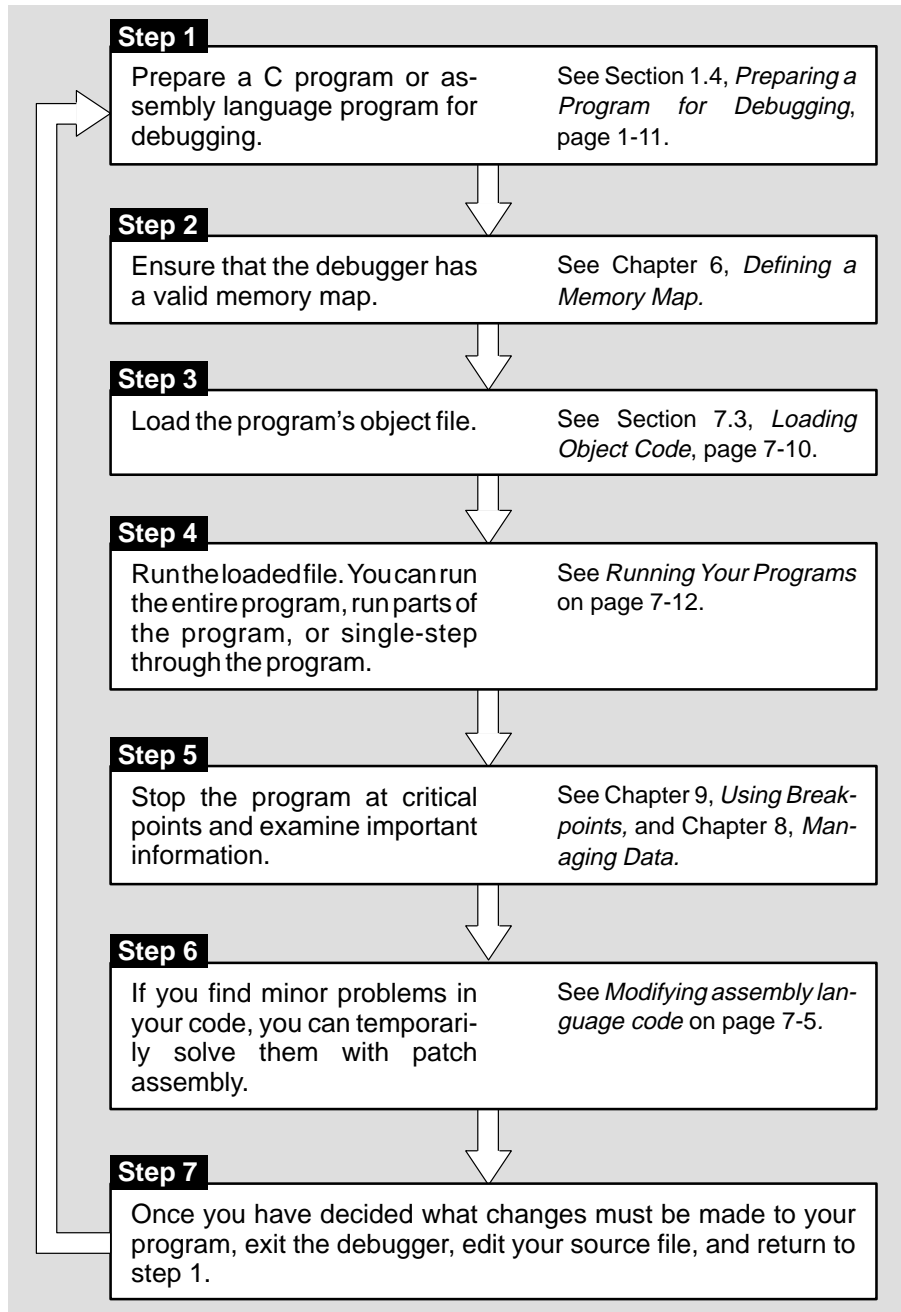 Step 1
Prepare a C program or as-
sembly language program for
debugging.
See Section 1.4, Preparing a
Program for Debugging,
page 1-11.
Step 2
Ensure that the debugger has
a valid memory map.
See Chapter 6, Defining a
Memory Map.
Step 3
Load the program's object file.
See Section 7.3, Loading
Object Code, page 7-10.
Step 4
Run the loaded file. You can run
the entire program, run parts of
the program, or single-step
through the program.
See Running Your Programs
on page 7-12.
Step 5
Stop the program at critical
points and examine important
information.
See Chapter 9, Using Break-
points, and Chapter 8, Man-
aging Data.
Step 6
If you find minor problems in
your code, you can temporari-
ly solve them with patch
assembly.
See Modifying assembly lan-
guage code on page 7-5.
Step 7
Once you have decided what changes must be made to your
program, exit the debugger, edit your source file, and return to
step 1.